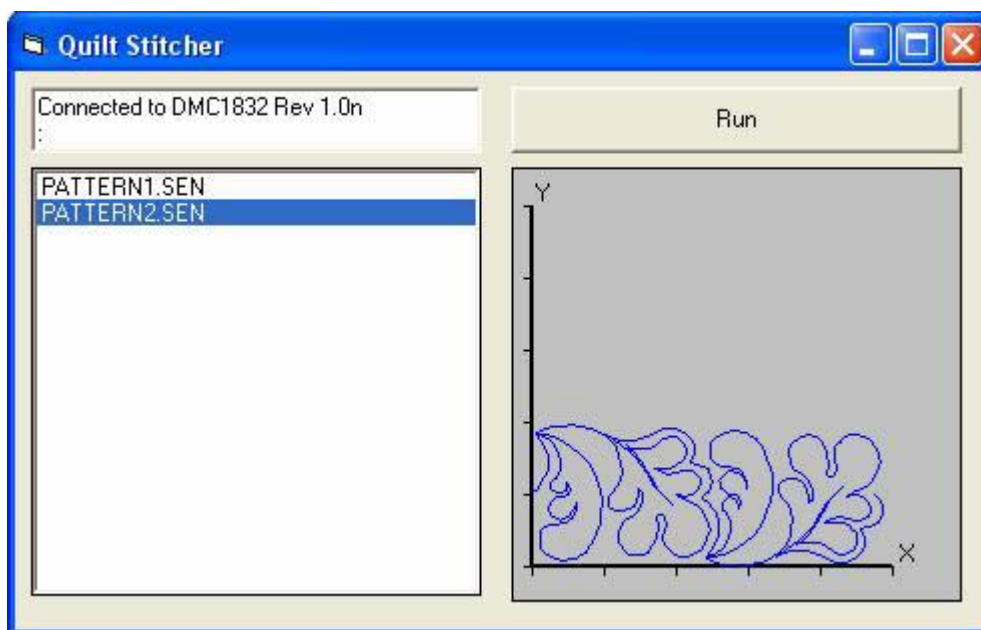 Quilt Stitcher
Connected to DMC1832 Rev 1.0n
:
Run
PATTERN1.SEN
PATTERN2.SEN
Y
X